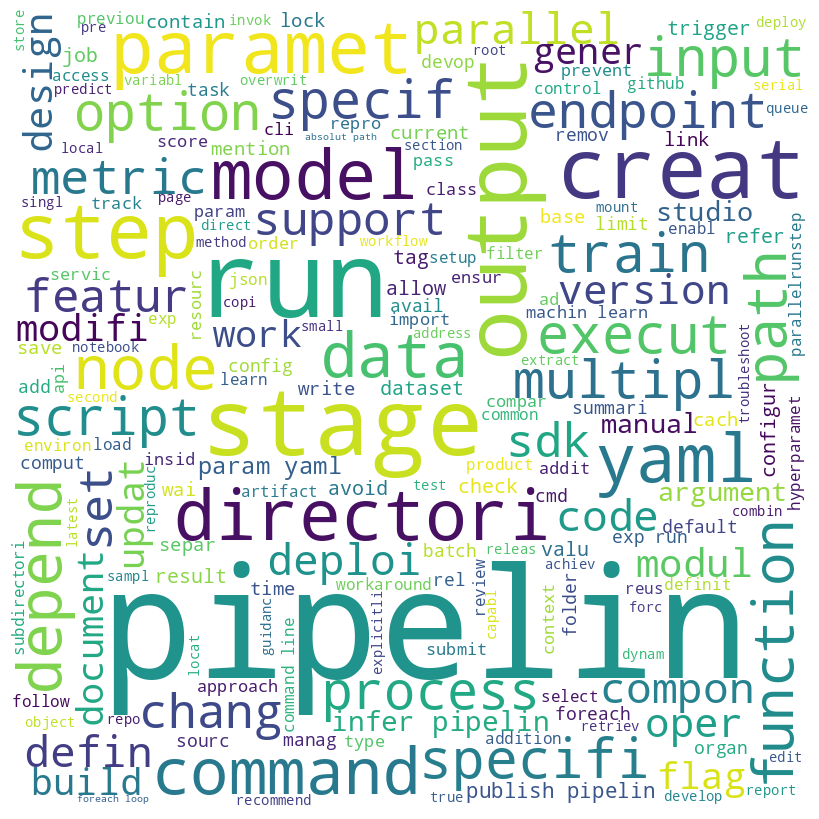 store
previou
contain
invok
lock
parallel
trigger
deploy
pre
design
job
paramet
devop
gener
input
root
access
variabl
overwrit
prevent
predict
option
task
specif
endpoint
control
github
serial
cli
repro
current
queue
score
mention
absolut path
section
remov
link
local
metric
model
pass
class
output
creat
singl
track
page
param
support
direct
base
limit
studio
mount
enabl
step
method
order
workflow
tag
setup
filter
train
refer
parallelrunstep
servic
resourc
run
json
allow
ensur
ad
version
path
featur
copi
avail
import
machin learn
modifi
exp
work
small
address
execut
save
notebook
node
data
extract
troubleshoot
add
api
learn
config
write
dataset
compar
common
multipl
second
stage
summari
cach
configur
hyperparamet
script
sdk
manual
environ
load
insid
yaml
comput
param yaml
product
addit
wai
artifact
avoid
test
check
argument
combin
depend
set
updat
reproduc
directori
cmd
code
default
latest
exp run
subdirectori
document
separ
deploi
batch
releas
valu
modul
function
sampl
result
workaround
rel
review
achiev
reus
definit
time
guidanc
explicitli
capabl
context
folder
forc
locat
command line
pipelin
submit
dynam
follow
approach
process
select
compon
object
repo
chang
infer pipelin
foreach
retriev
oper
defin
sourc
manag
type
addition
organ
edit
build
command
specifi
flag
report
foreach loop
recommend
true
publish pipelin
develop